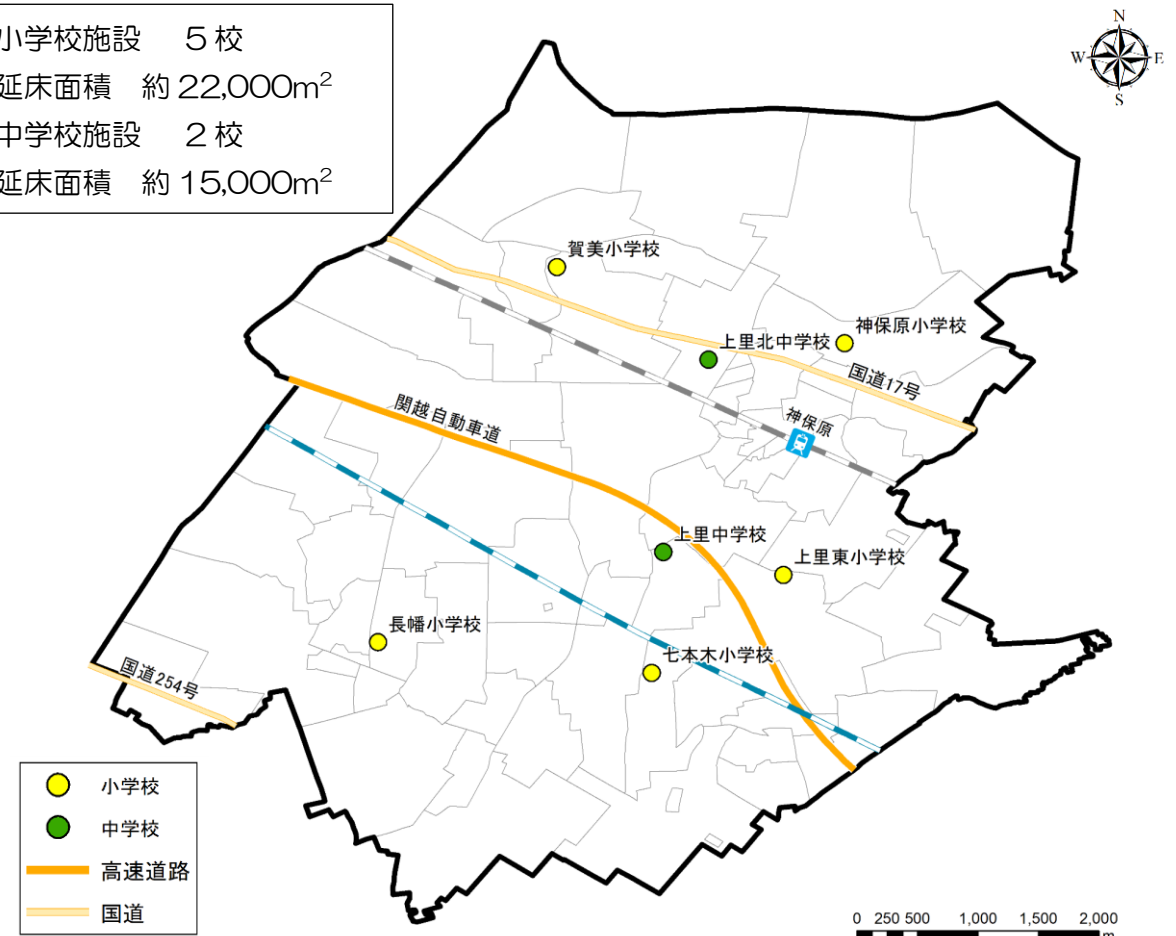 小学校施設 5校
延床面積 約22,000m²
中学校施設 2校
延床面積 約15,000m²
N
W E
S
賀美小学校
神保原小学校
上里北中学校
国道17号
関越自動車道
神保原
上里中学校
上里東小学校
長幡小学校
七本木小学校
国道254号
小学校
中学校
高速道路
国道
0 250 500 1,000 1,500 2,000
m